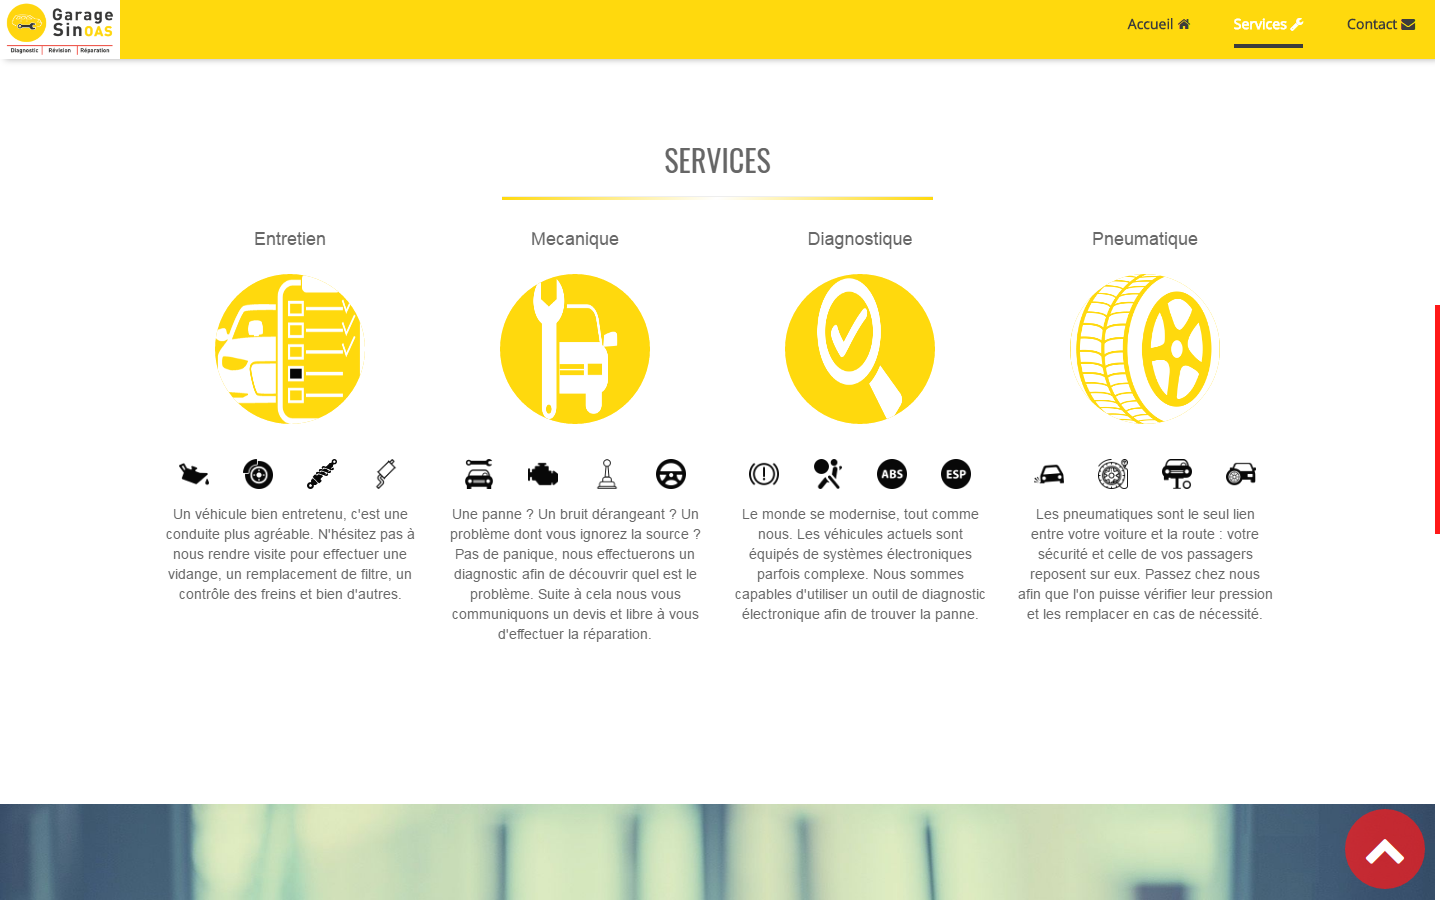 Garage
SinOAS
Diagnostic | Révision | Réparation
Accueil
Services
Contact
SERVICES
Entretien
Mecanique
Diagnostique
Pneumatique
ABS
ESP
Un véhicule bien entretenu, c'est une
conduite plus agréable. N'hésitez pas à
nous rendre visite pour effectuer une
vidange, un remplacement de filtre, un
contrôle des freins et bien d'autres.
Une panne ? Un bruit dérangeant ? Un
problème dont vous ignorez la source ?
Pas de panique, nous effectuerons un
diagnostic afin de découvrir quel est le
problème. Suite à cela nous vous
communiquons un devis et libre à vous
d'effectuer la réparation.
Le monde se modernise, tout comme
nous. Les véhicules actuels sont
équipés de systèmes électroniques
parfois complexe. Nous sommes
capables d'utiliser un outil de diagnostic
électronique afin de trouver la panne.
Les pneumatiques sont le seul lien
entre votre voiture et la route : votre
sécurité et celle de vos passagers
reposent sur eux. Passez chez nous
afin que l'on puisse vérifier leur pression
et les remplacer en cas de nécessité.